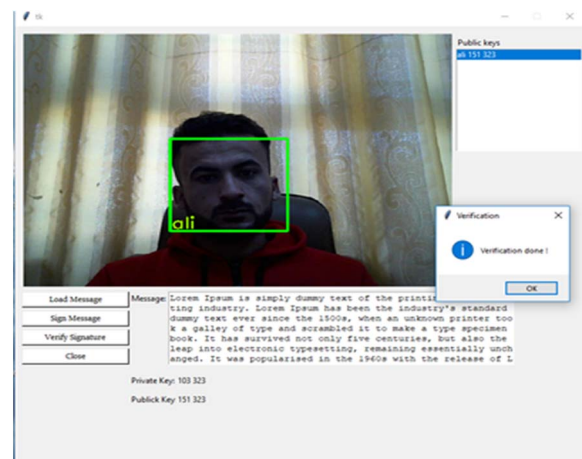 tk
Public keys
ali 151 323
ali
Verification
Verification done !
OK
Load Message
Sign Message
Verify Signature
Close
Message:
Lorem Ipsum is simply dummy text of the printi
ting industry. Lorem Ipsum has been the industry's standard
dummy text ever since the 1500s, when an unknown printer too
k a galley of type and scrambled it to make a type specimen
book. It has survived not only five centuries, but also the
leap into electronic typesetting, remaining essentially unch
anged. It was popularised in the 1960s with the release of L
Private Key: 103 323
Publick Key 151 323